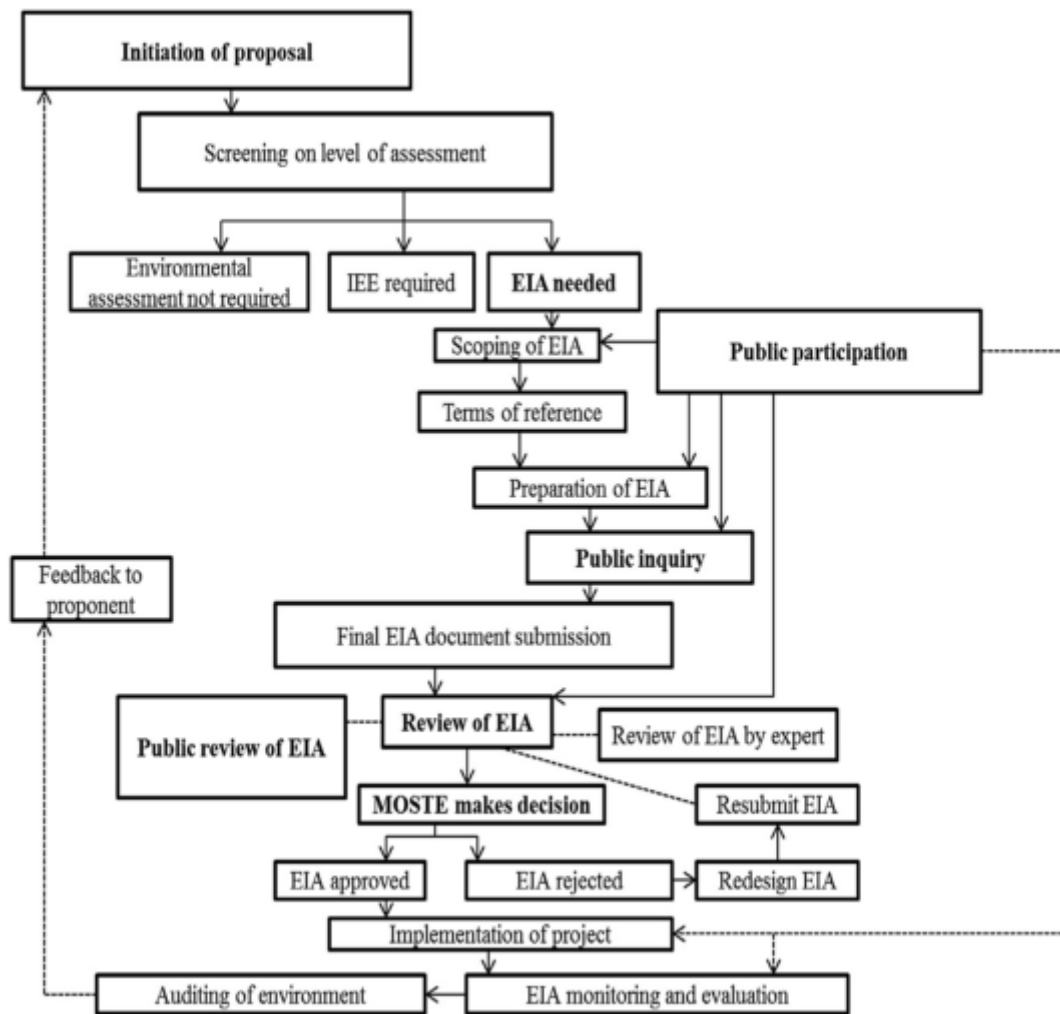 Initiation of proposal
Screening on level of assessment
Environmental
assessment not required
IEE required
EIA needed
Scoping of EIA
Public participation
Terms of reference
Preparation of EIA
Public inquiry
Feedback to
proponent
Final EIA document submission
Public review of EIA
Review of EIA
Review of EIA by expert
MOSTE makes decision
Resubmit EIA
EIA approved
EIA rejected
Redesign EIA
Implementation of project
Auditing of environment
EIA monitoring and evaluation